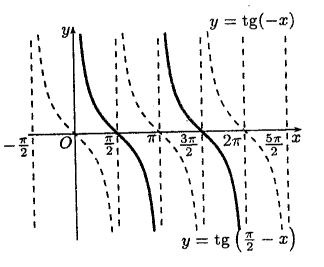 y = tg(−x)
y
−π/2 O π/2 π 3π/2 2π 5π/2 x
y = tg (π/2 − x)